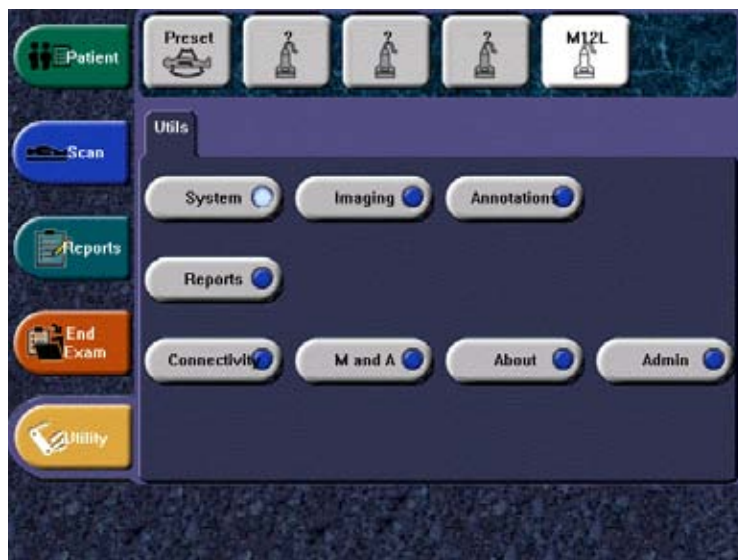 Patient
Preset
?
?
?
M12L
Scan
Utils
System
Imaging
Annotations
Reports
Reports
End
Exam
Connectivity
M and A
About
Admin
Utility